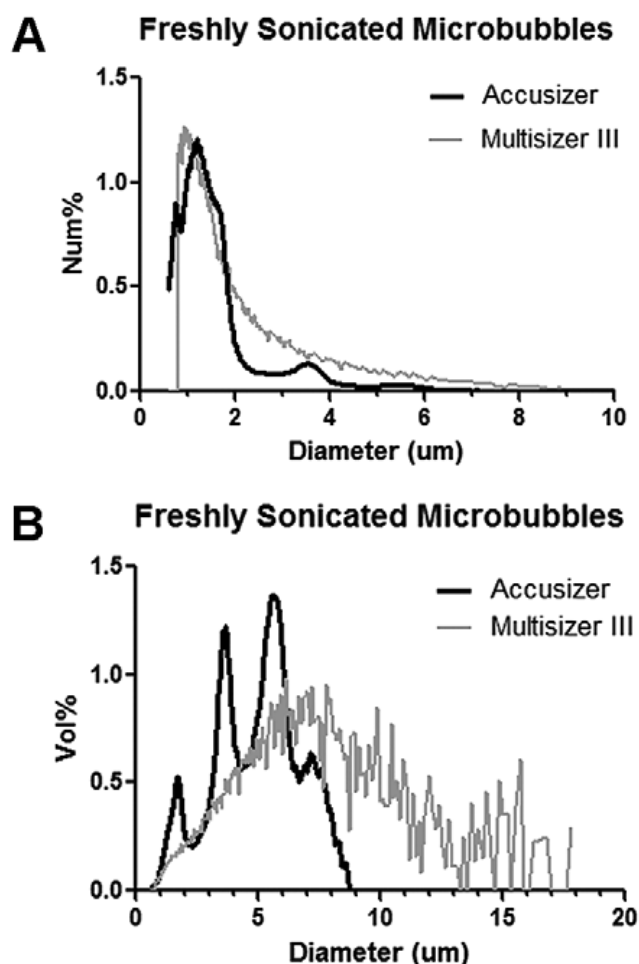 A
Freshly Sonicated Microbubbles
1.5
1.0
0.5
0.0
Num%
Accusizer
Multisizer III
0
2
4
6
8
10
Diameter (um)
B
Freshly Sonicated Microbubbles
1.5
1.0
0.5
0.0
Vol%
Accusizer
Multisizer III
0
5
10
15
20
Diameter (um)